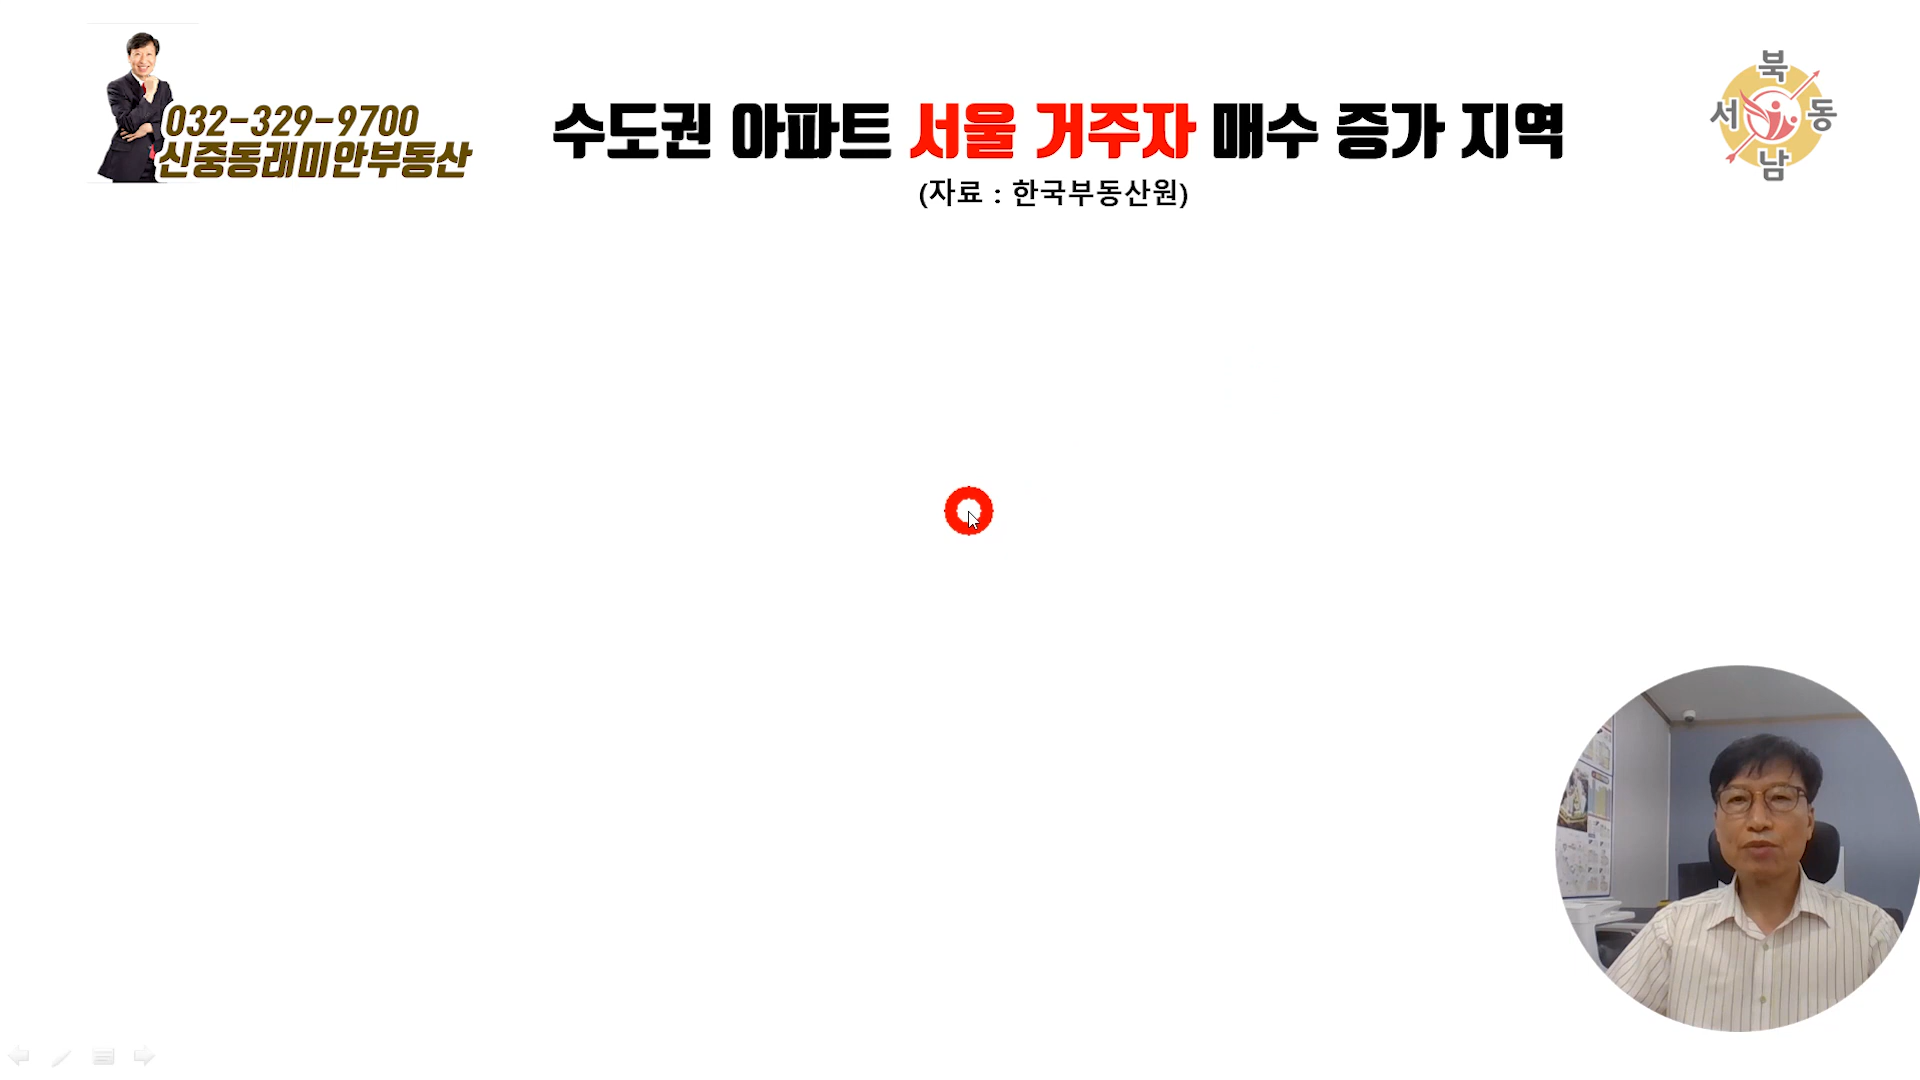 032-329-9700
신중동래미안부동산
수도권 아파트 서울 거주자 매수 증가 지역
(자료 : 한국부동산원)
북
서 동
남